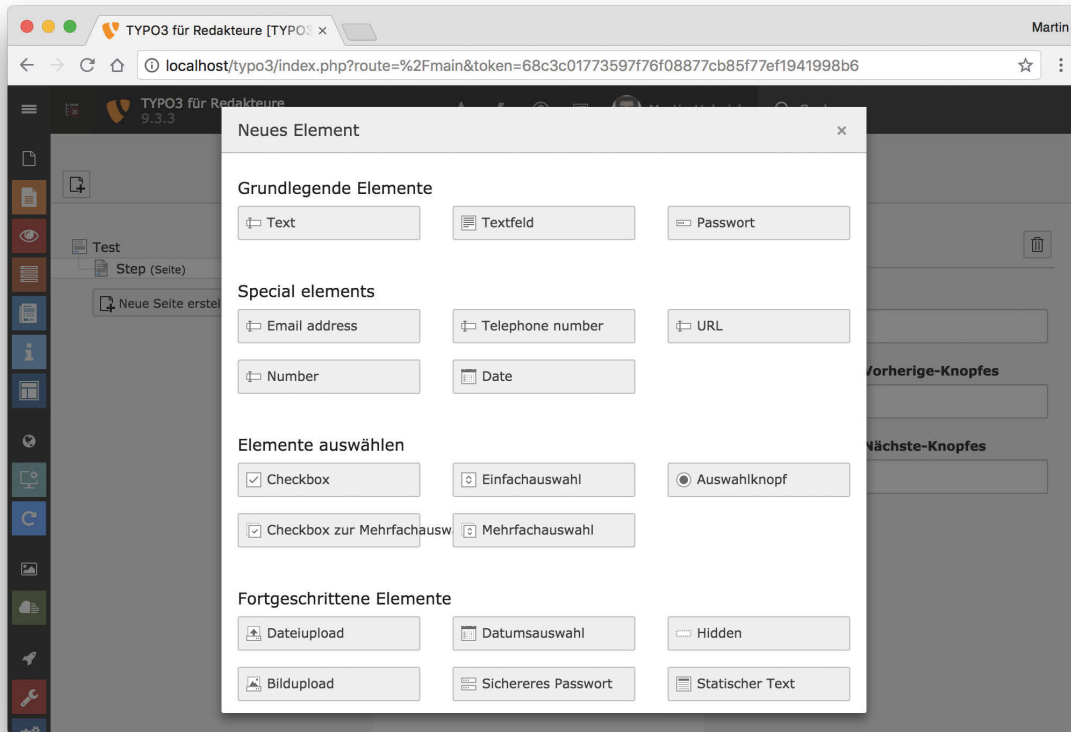 TYPO3 für Redakteure [TYPO3 ×
Martin
localhost/typo3/index.php?route=%2Fmain&token=68c3c01773597f76f08877cb85f77ef1941998b6
TYPO3 für Redakteure
9.3.3
Neues Element ×
Grundlegende Elemente
Text Textfeld Passwort
Test
Step (Seite)
Special elements
Neue Seite erstel
Email address Telephone number URL
Number Date
Vorherige-Knopfes
Elemente auswählen
Nächste-Knopfes
Checkbox Einfachauswahl Auswahlknopf
Checkbox zur Mehrfachausw Mehrfachauswahl
Fortgeschrittene Elemente
Dateiupload Datumsauswahl Hidden
Bildupload Sichereres Passwort Statischer Text